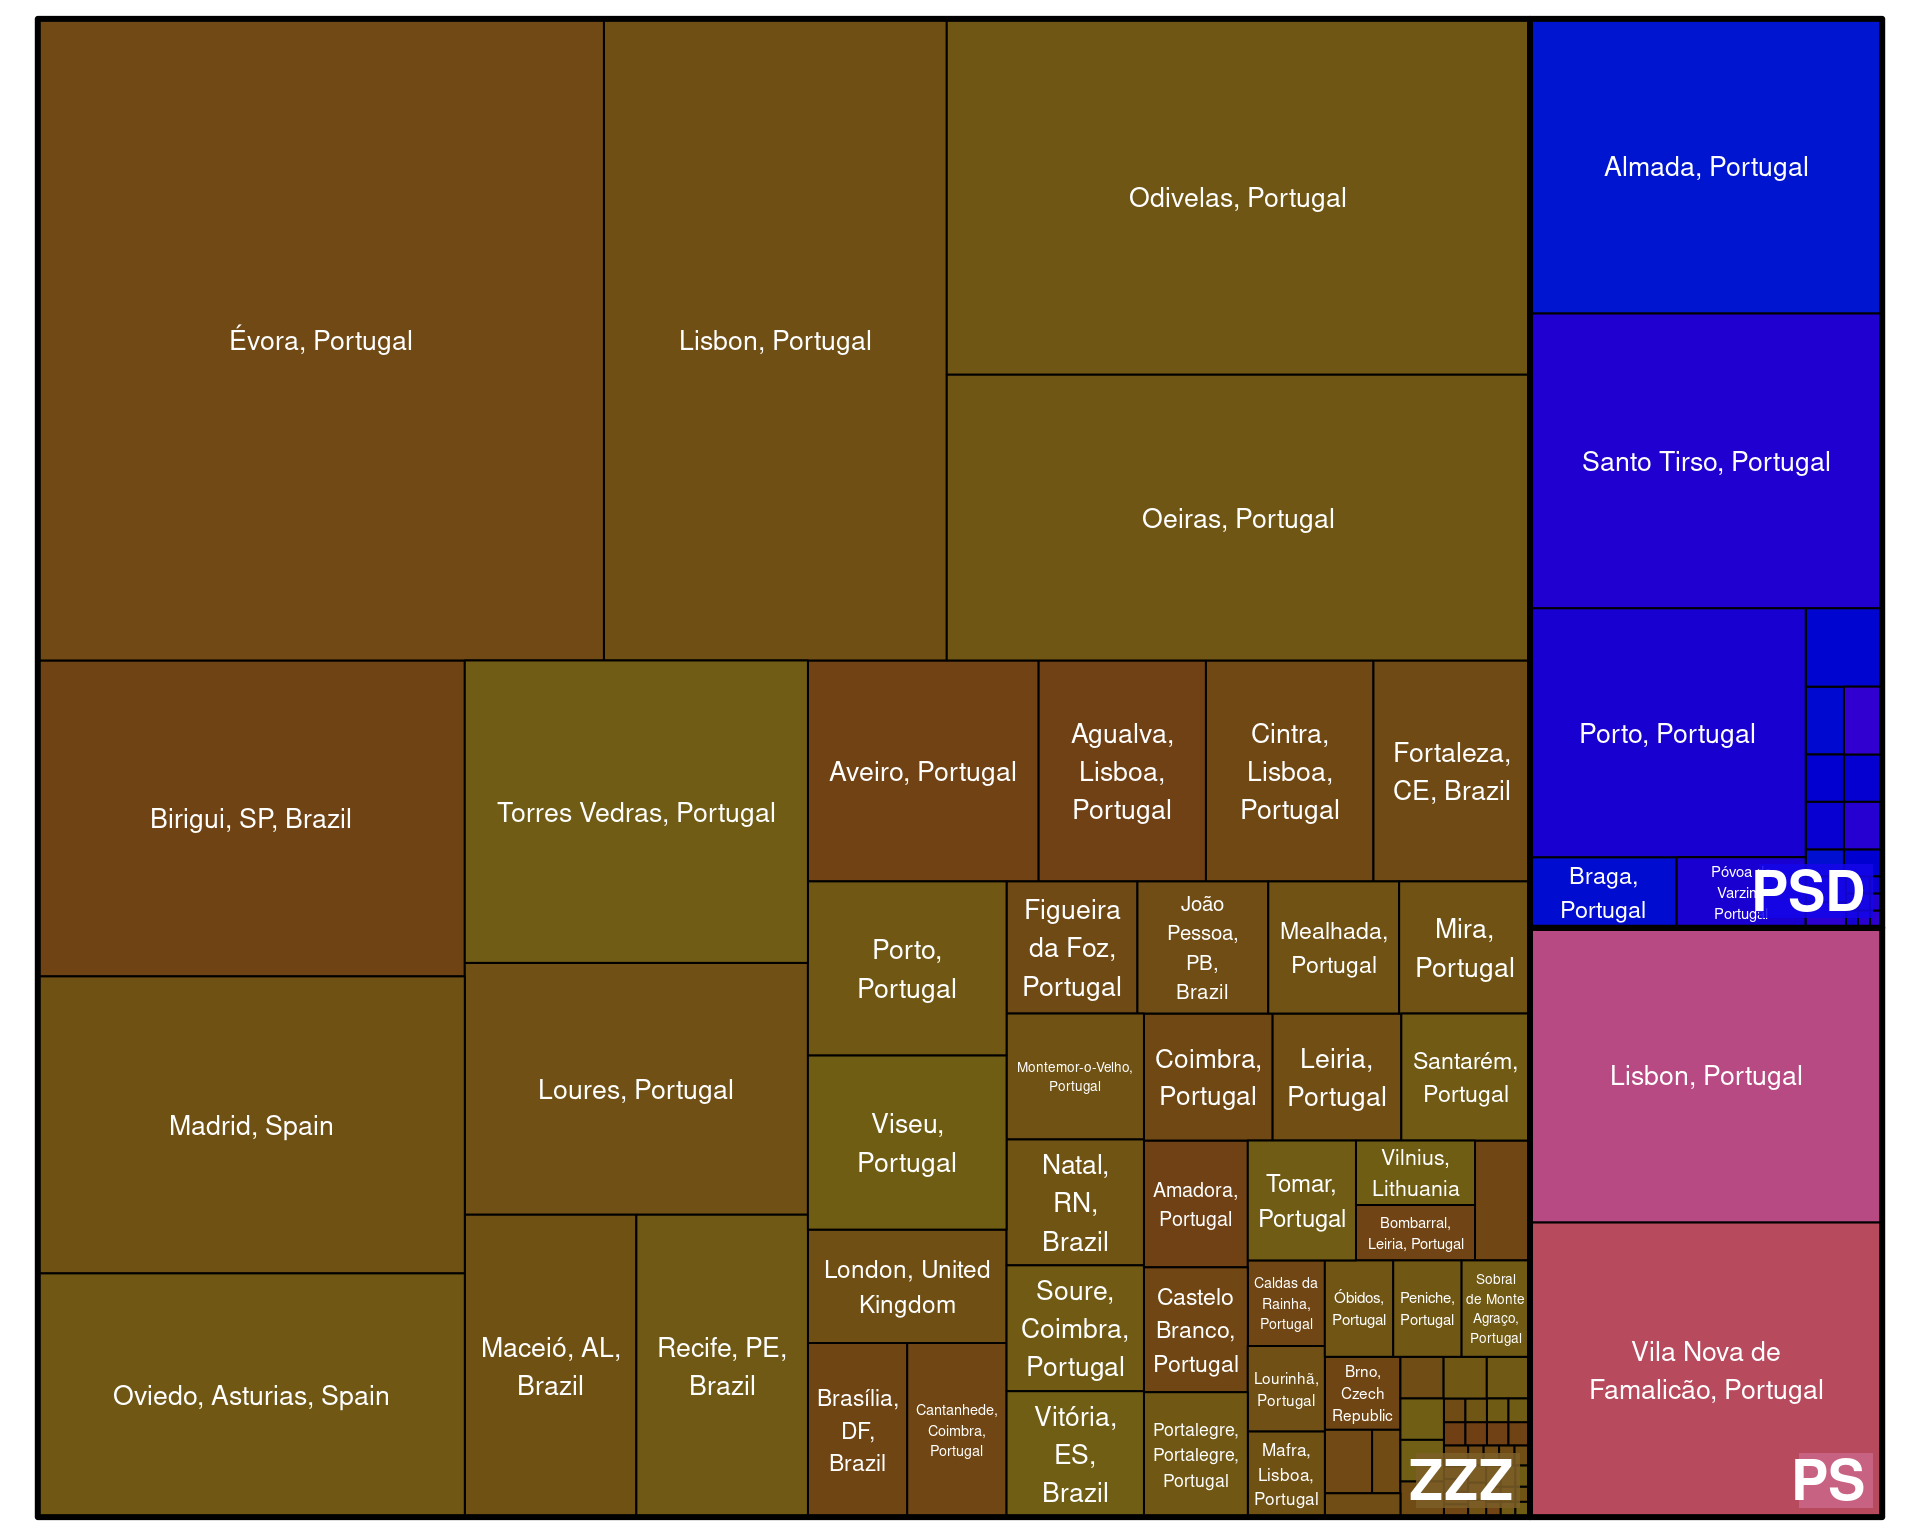 Évora, Portugal
Lisbon, Portugal
Odivelas, Portugal
Oeiras, Portugal
Birigui, SP, Brazil
Madrid, Spain
Oviedo, Asturias, Spain
Torres Vedras, Portugal
Loures, Portugal
Maceió, AL,
Brazil
Recife, PE,
Brazil
Aveiro, Portugal
Agualva,
Lisboa,
Portugal
Cintra,
Lisboa,
Portugal
Fortaleza,
CE, Brazil
Porto,
Portugal
Viseu,
Portugal
London, United
Kingdom
Brasília,
DF,
Brazil
Cantanhede,
Coimbra,
Portugal
Figueira
da Foz,
Portugal
João
Pessoa,
PB,
Brazil
Mealhada,
Portugal
Mira,
Portugal
Montemor-o-Velho,
Portugal
Natal,
RN,
Brazil
Soure,
Coimbra,
Portugal
Vitória,
ES,
Brazil
Coimbra,
Portugal
Leiria,
Portugal
Santarém,
Portugal
Amadora,
Portugal
Castelo
Branco,
Portugal
Portalegre,
Portalegre,
Portugal
Tomar,
Portugal
Vilnius,
Lithuania
Bombarral,
Leiria, Portugal
Caldas da
Rainha,
Portugal
Lourinhã,
Portugal
Mafra,
Lisboa,
Portugal
Óbidos,
Portugal
Peniche,
Portugal
Sobral
de Monte
Agraço,
Portugal
Brno,
Czech
Republic
ZZZ
Almada, Portugal
Santo Tirso, Portugal
Porto, Portugal
Braga,
Portugal
Póvoa
Varzim
Portugal
PSD
Lisbon, Portugal
Vila Nova de
Famalicão, Portugal
PS